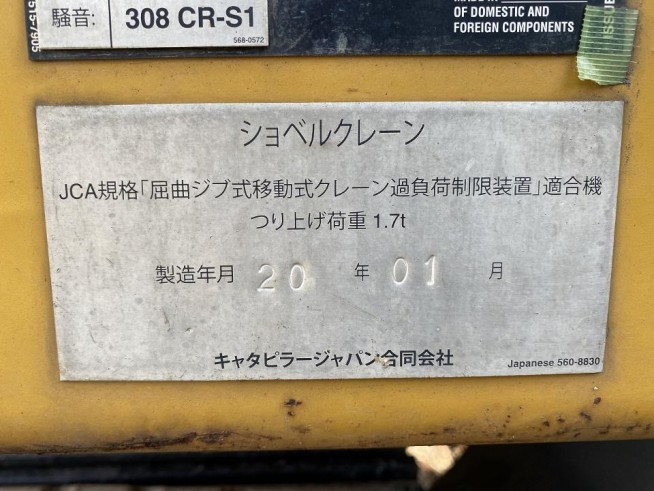 騒音: 308 CR-S1
568-0572
OF DOMESTIC AND
FOREIGN COMPONENTS
ショベルクレーン
JCA規格「屈曲ジブ式移動式クレーン過負荷制限装置」適合機
つり上げ荷重 1.7t
製造年月 20 年 01 月
キャタピラージャパン合同会社
Japanese 560-8830